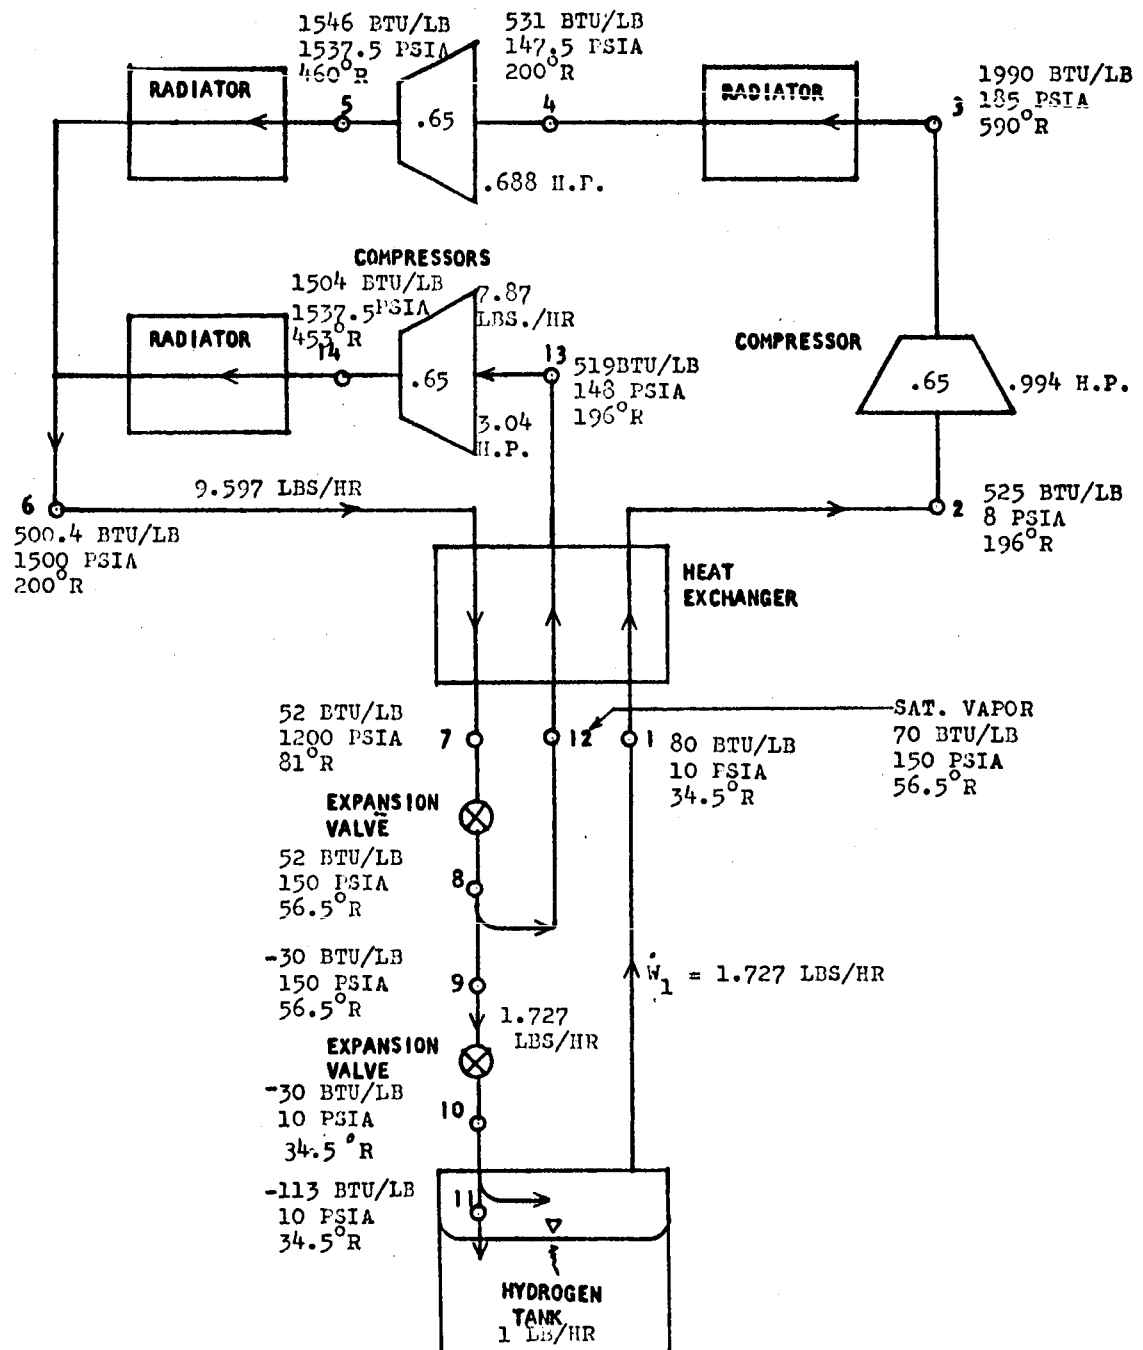 1546 BTU/LB
1537.5 PSIA
460°R
531 BTU/LB
147.5 PSIA
200°R
1990 BTU/LB
185 PSIA
590°R
RADIATOR
5
.65
4
RADIATOR
3
.688 H.P.
COMPRESSORS
1504 BTU/LB
1537.5 PSIA
453°R
14
7.87
LBS./HR
RADIATOR
.65
13
519BTU/LB
148 PSIA
196°R
3.04
H.P.
COMPRESSOR
.65
.994 H.P.
6
9.597 LBS/HR
500.4 BTU/LB
1500 PSIA
200°R
2
525 BTU/LB
8 PSIA
196°R
HEAT
EXCHANGER
52 BTU/LB
1200 PSIA
81°R
7
12
1
80 BTU/LB
10 PSIA
34.5°R
SAT. VAPOR
70 BTU/LB
150 PSIA
56.5°R
EXPANSION
VALVE
52 BTU/LB
150 PSIA
56.5°R
8
-30 BTU/LB
150 PSIA
56.5°R
9
1.727
LBS/HR
Ẇ1 = 1.727 LBS/HR
EXPANSION
VALVE
-30 BTU/LB
10 PSIA
34.5°R
10
-113 BTU/LB
10 PSIA
34.5°R
11
HYDROGEN
TANK
1 LB/HR